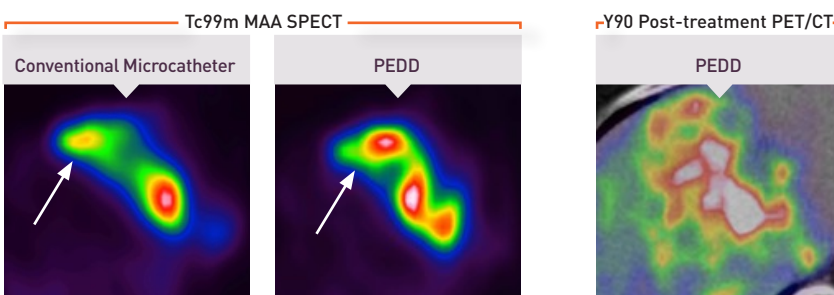 Tc99m MAA SPECT
Y90 Post-treatment PET/CT
Conventional Microcatheter
PEDD
PEDD